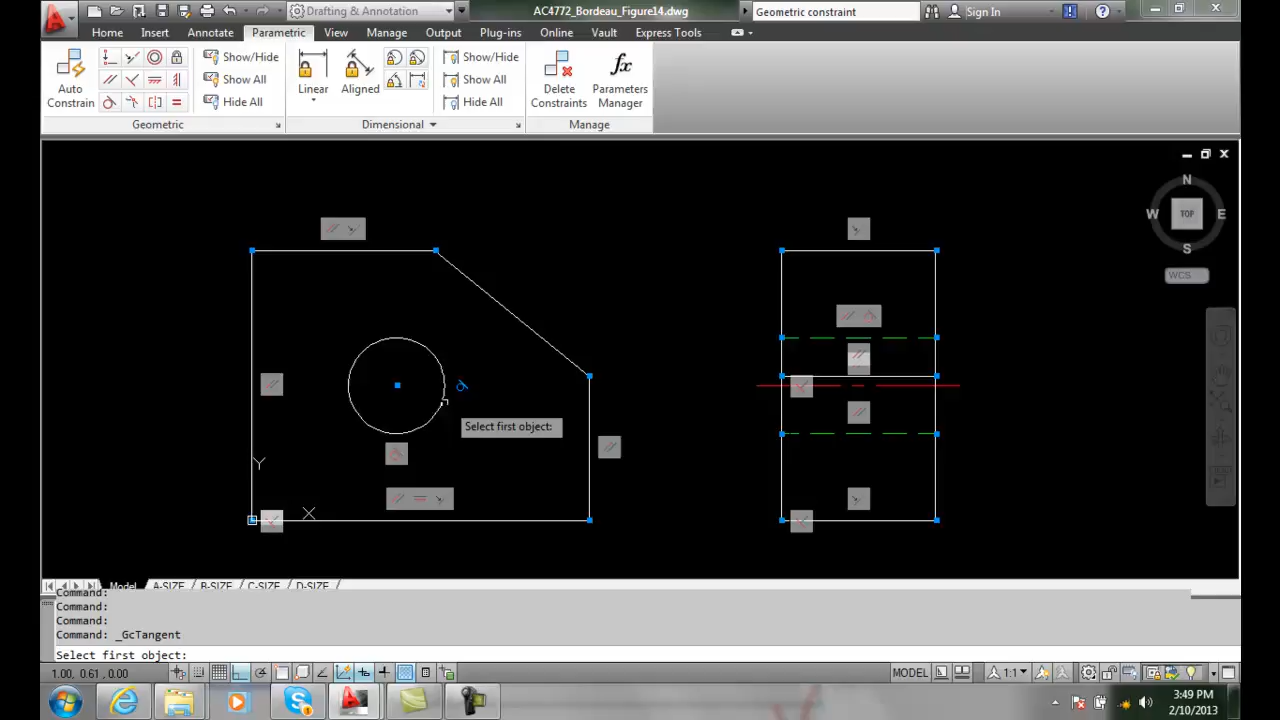 Drafting & Annotation
AC4772_Bordeau_Figure14.dwg
Geometric constraint
Sign In
Home Insert Annotate Parametric View Manage Output Plug-ins Online Vault Express Tools
Auto
Constrain
Show/Hide
Show All
Hide All
Geometric
Linear
Aligned
Show/Hide
Show All
Hide All
Dimensional
Delete
Constraints
fx
Parameters
Manager
Manage
N
W TOP E
S
WCS
Select first object:
Y
X
Model A-SIZE B-SIZE C-SIZE D-SIZE
Command:
Command:
Command:
Command: _GcTangent
Select first object:
1.00, 0.61 , 0.00
MODEL
1:1
3:49 PM
2/10/2013